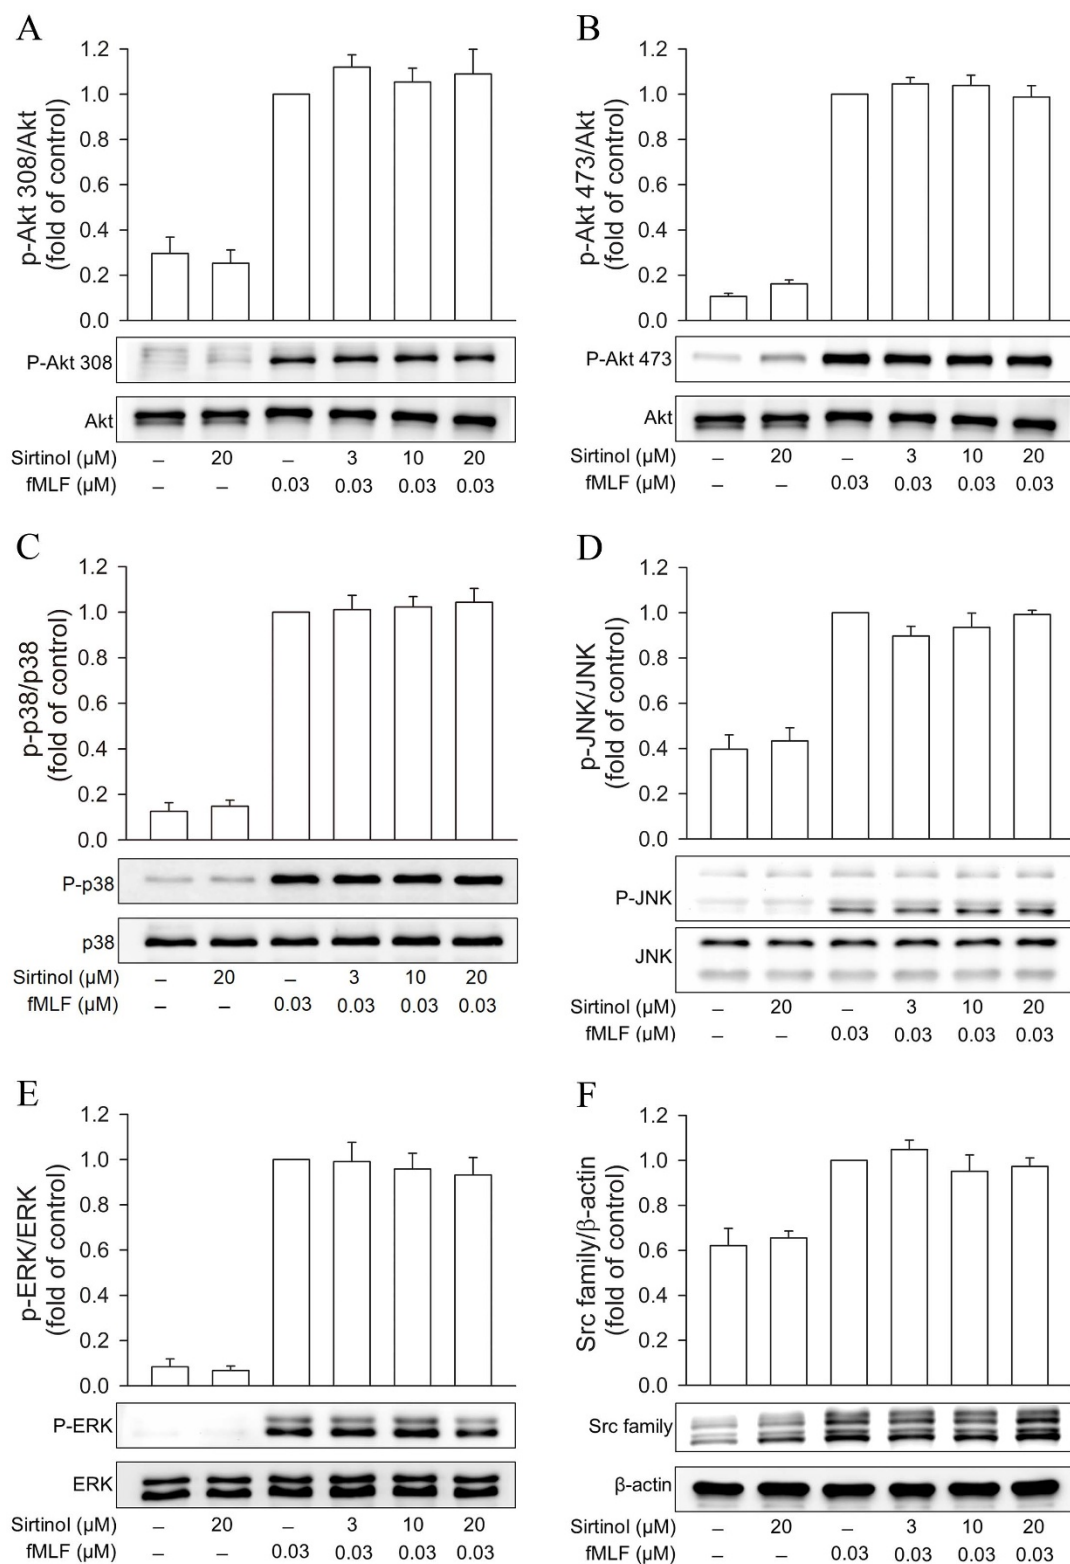 A
p-Akt 308/Akt
(fold of control)
1.2
1.0
0.8
0.6
0.4
0.2
0.0
P-Akt 308
Akt
Sirtinol (µM) – 20 – 3 10 20
fMLF (µM) – – 0.03 0.03 0.03 0.03
B
p-Akt 473/Akt
(fold of control)
1.2
1.0
0.8
0.6
0.4
0.2
0.0
P-Akt 473
Akt
Sirtinol (µM) – 20 – 3 10 20
fMLF (µM) – – 0.03 0.03 0.03 0.03
C
p-p38/p38
(fold of control)
1.2
1.0
0.8
0.6
0.4
0.2
0.0
P-p38
p38
Sirtinol (µM) – 20 – 3 10 20
fMLF (µM) – – 0.03 0.03 0.03 0.03
D
p-JNK/JNK
(fold of control)
1.2
1.0
0.8
0.6
0.4
0.2
0.0
P-JNK
JNK
Sirtinol (µM) – 20 – 3 10 20
fMLF (µM) – – 0.03 0.03 0.03 0.03
E
p-ERK/ERK
(fold of control)
1.2
1.0
0.8
0.6
0.4
0.2
0.0
P-ERK
ERK
Sirtinol (µM) – 20 – 3 10 20
fMLF (µM) – – 0.03 0.03 0.03 0.03
F
Src family/β-actin
(fold of control)
1.2
1.0
0.8
0.6
0.4
0.2
0.0
Src family
β-actin
Sirtinol (µM) – 20 – 3 10 20
fMLF (µM) – – 0.03 0.03 0.03 0.03